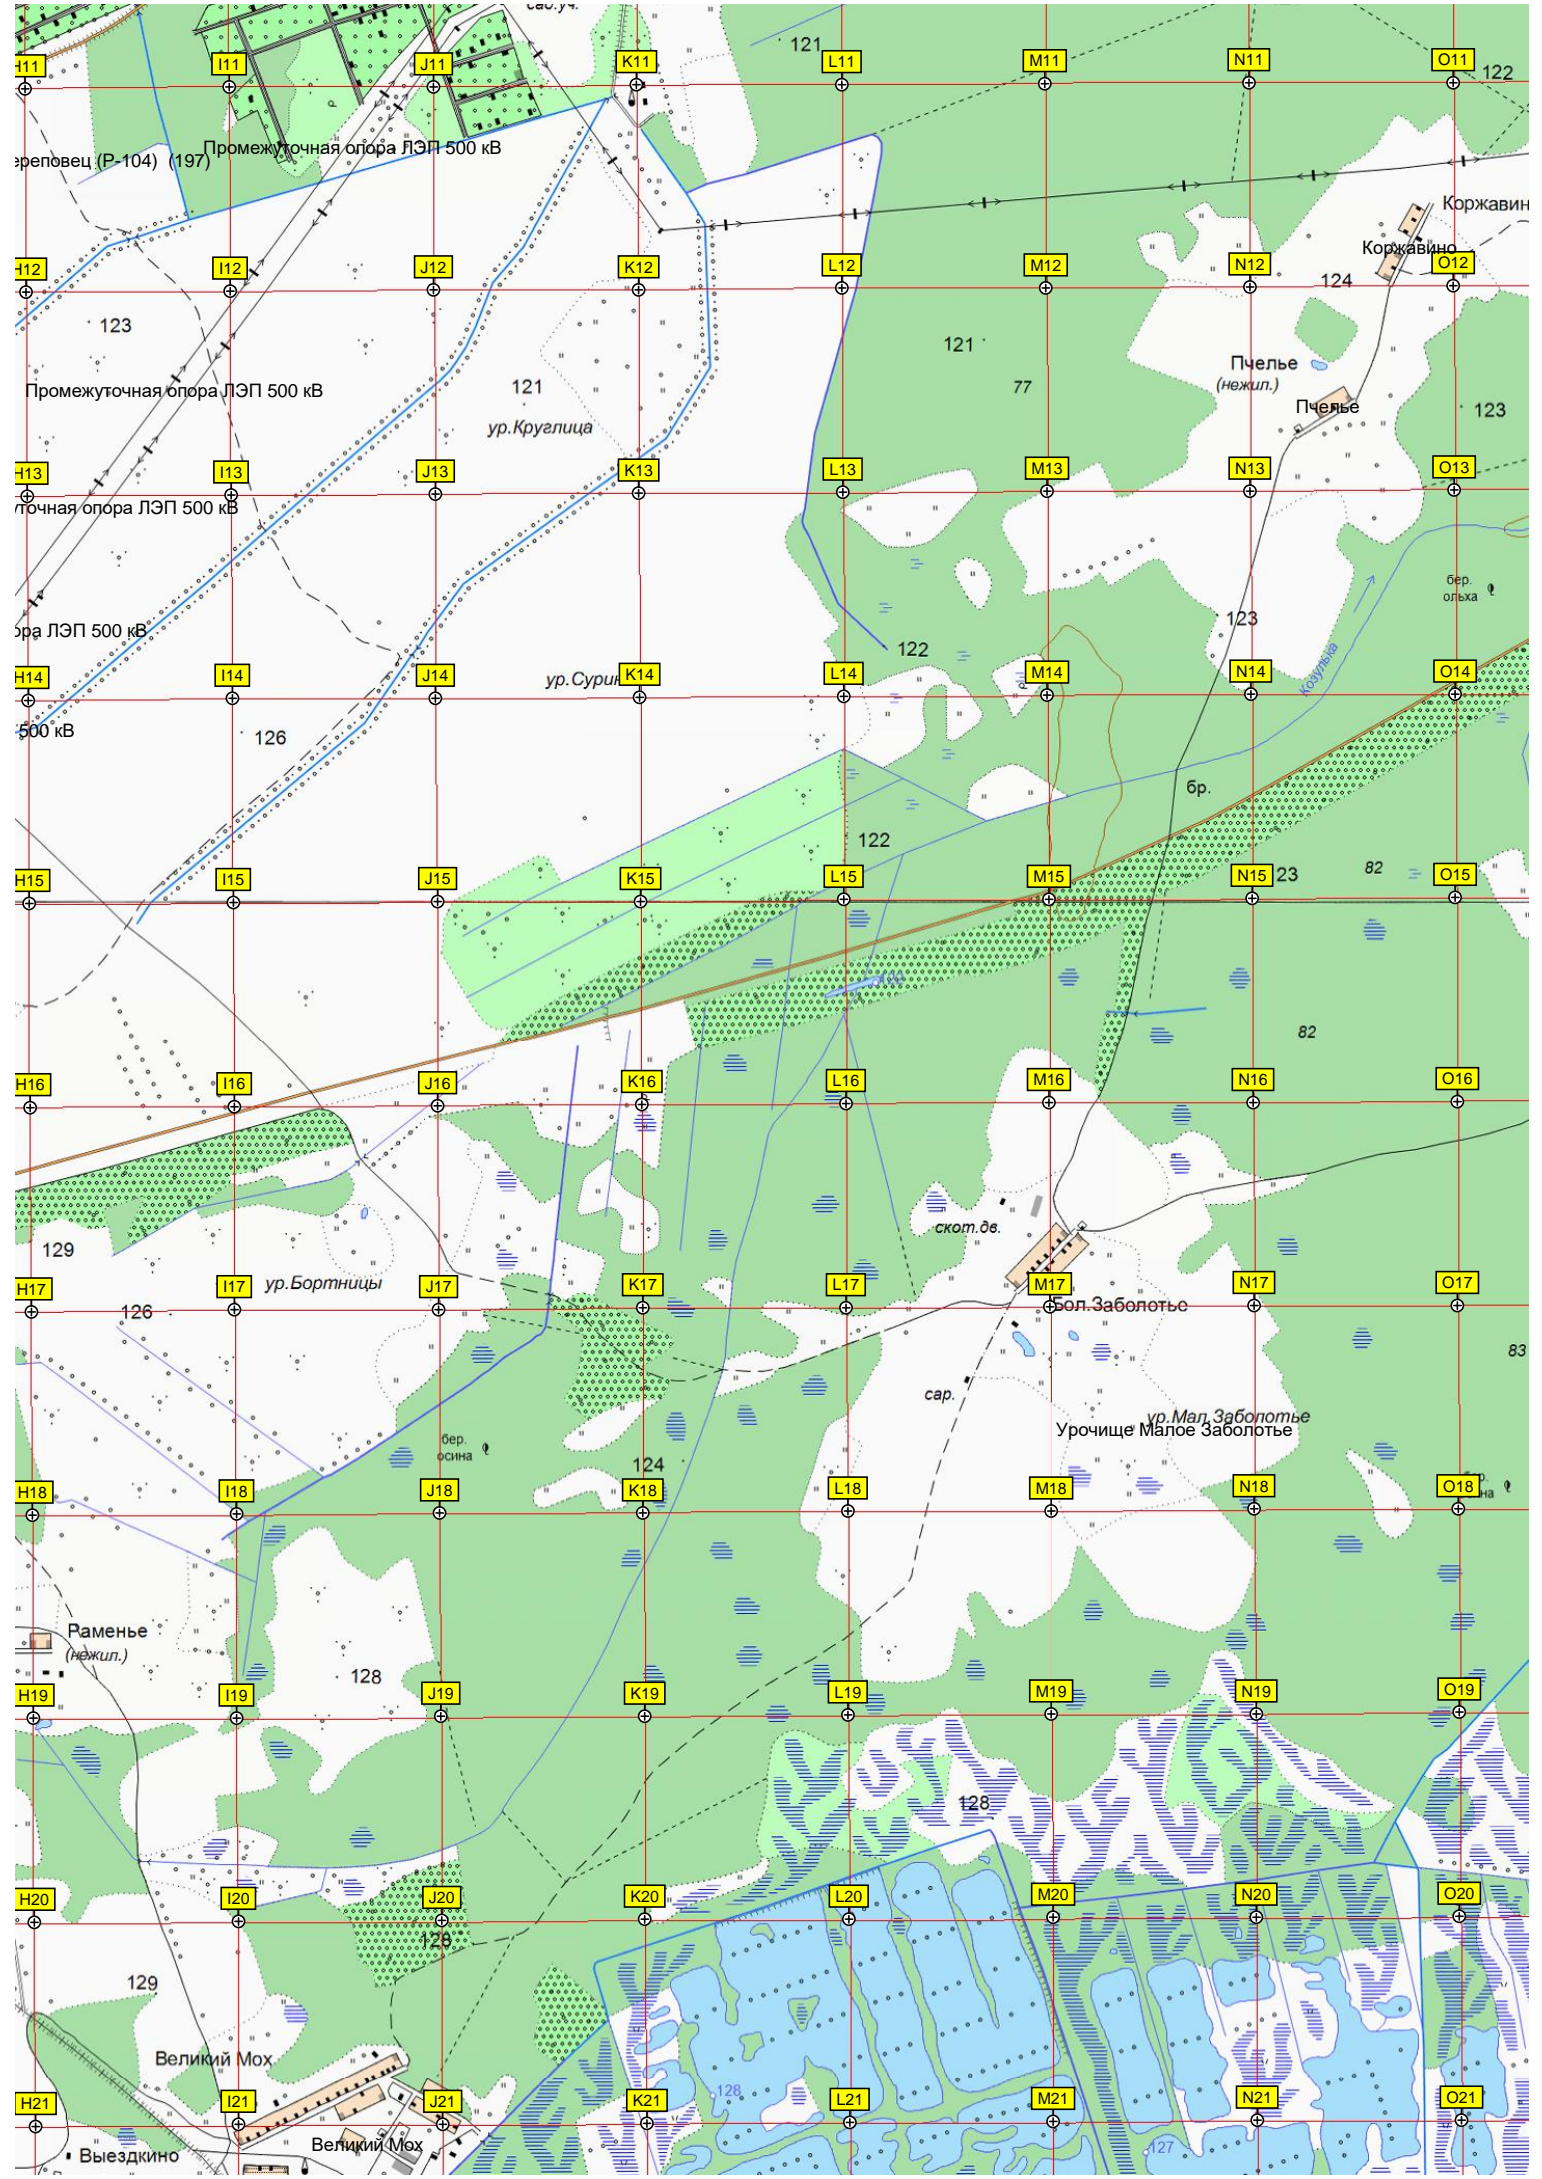 сад.уч.
121
H11
I11
J11
K11
L11
M11
N11
O11
122
Промежуточная опора ЛЭП 500 кВ
ереповец (Р-104) (197)
Коржавин
Коржавино
H12
I12
J12
K12
L12
M12
N12
O12
124
123
121
Пчелье
(нежил.)
77
121
Промежуточная опора ЛЭП 500 кВ
Пчелье
123
ур.Круглица
H13
I13
J13
K13
L13
M13
N13
O13
уточная опора ЛЭП 500 кВ
бер.
ольха
123
ора ЛЭП 500 кВ
122
Козулька
H14
I14
J14
K14
L14
M14
N14
O14
ур.Сурин
500 кВ
126
бр.
122
82
H15
I15
J15
K15
L15
M15
N15
23
O15
82
H16
I16
J16
K16
L16
M16
N16
O16
скот.дв.
129
ур.Бортницы
H17
I17
J17
K17
L17
M17
N17
O17
126
Бол.Заболотье
83
сар.
ур.Мал.Заболотье
Урочище Малое Заболотье
бер.
осина
124
H18
I18
J18
K18
L18
M18
N18
O18
на
Раменье
(нежил.)
128
H19
I19
J19
K19
L19
M19
N19
O19
128
H20
I20
J20
K20
L20
M20
N20
O20
128
129
Великий Мох
128
H21
I21
J21
K21
L21
M21
N21
O21
Великий Мох
127
Выездкино